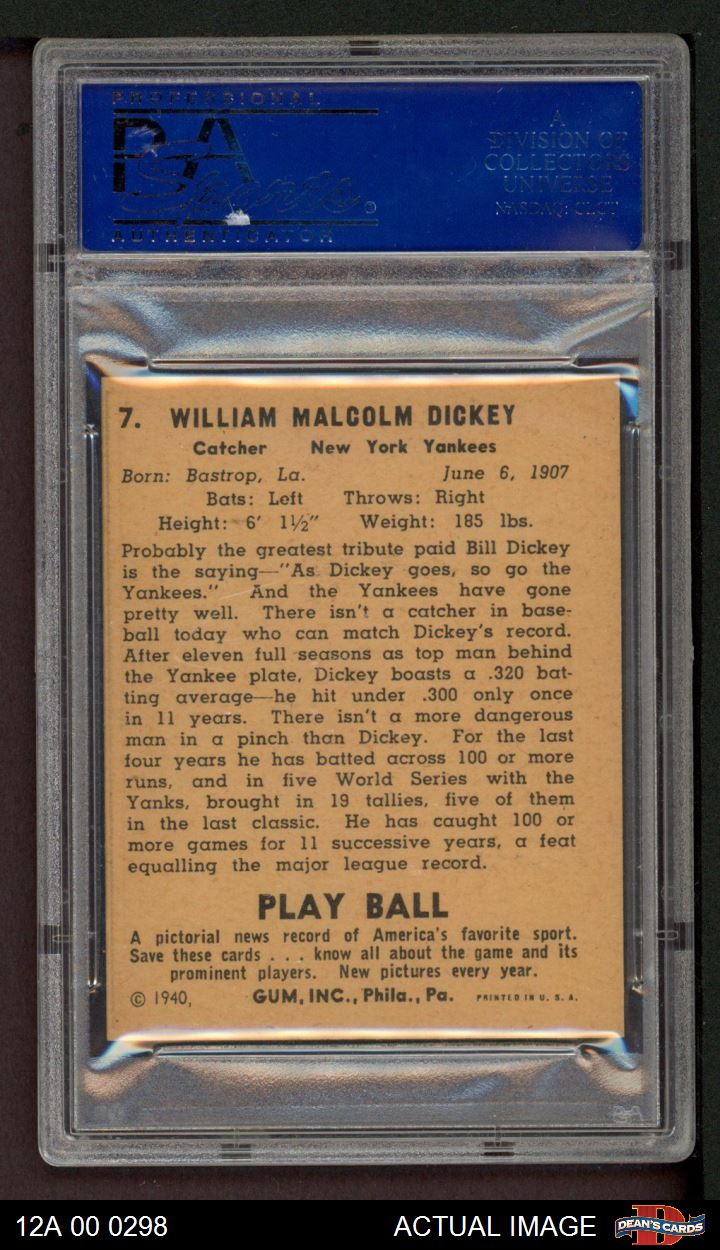 PROFESSIONAL
PSA
Sports ®
AUTHENTICATOR
A
DIVISION OF
COLLECTORS
UNIVERSE
NASDAQ: CLCT
7. WILLIAM MALCOLM DICKEY
Catcher New York Yankees
Born: Bastrop, La. June 6, 1907
Bats: Left Throws: Right
Height: 6' 1½" Weight: 185 lbs.
Probably the greatest tribute paid Bill Dickey
is the saying—"As Dickey goes, so go the
Yankees." And the Yankees have gone
pretty well. There isn't a catcher in base-
ball today who can match Dickey's record.
After eleven full seasons as top man behind
the Yankee plate, Dickey boasts a .320 bat-
ting average—he hit under .300 only once
in 11 years. There isn't a more dangerous
man in a pinch than Dickey. For the last
four years he has batted across 100 or more
runs, and in five World Series with the
Yanks, brought in 19 tallies, five of them
in the last classic. He has caught 100 or
more games for 11 successive years, a feat
equalling the major league record.
PLAY BALL
A pictorial news record of America's favorite sport.
Save these cards . . . know all about the game and its
prominent players. New pictures every year.
© 1940, GUM, INC., Phila., Pa. PRINTED IN U. S. A.
12A 00 0298 ACTUAL IMAGE DEAN'S CARDS